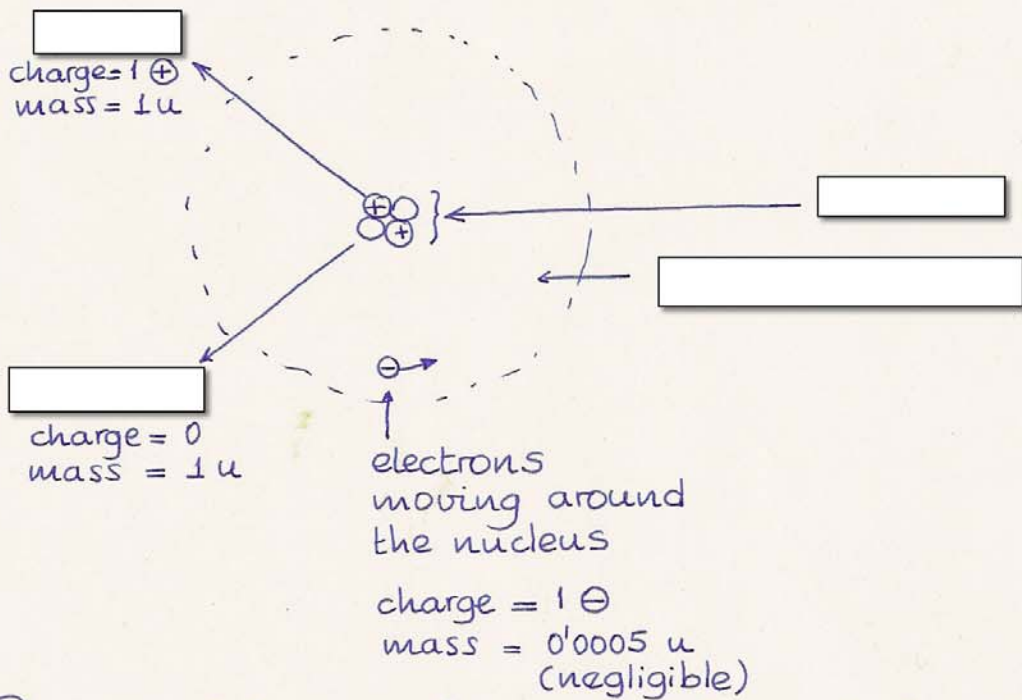 charge= 1 ⊕
mass = 1 u
charge = 0
mass = 1 u
electrons
moving around
the nucleus
charge = 1 ⊖
mass = 0'0005 u
(negligible)